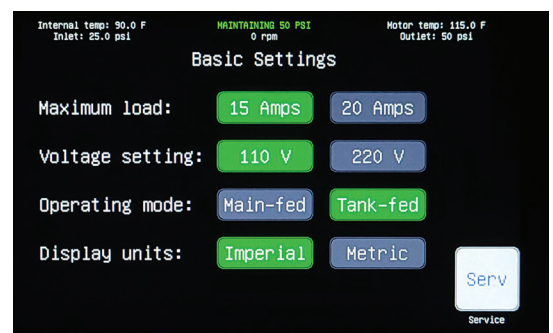 Internal temp: 90.0 F MAINTAINING 50 PSI Motor temp: 115.0 F
Inlet: 25.0 psi 0 rpm Outlet: 50 psi
Basic Settings
Maximum load: 15 Amps 20 Amps
Voltage setting: 110 V 220 V
Operating mode: Main-fed Tank-fed
Display units: Imperial Metric
Serv
Service